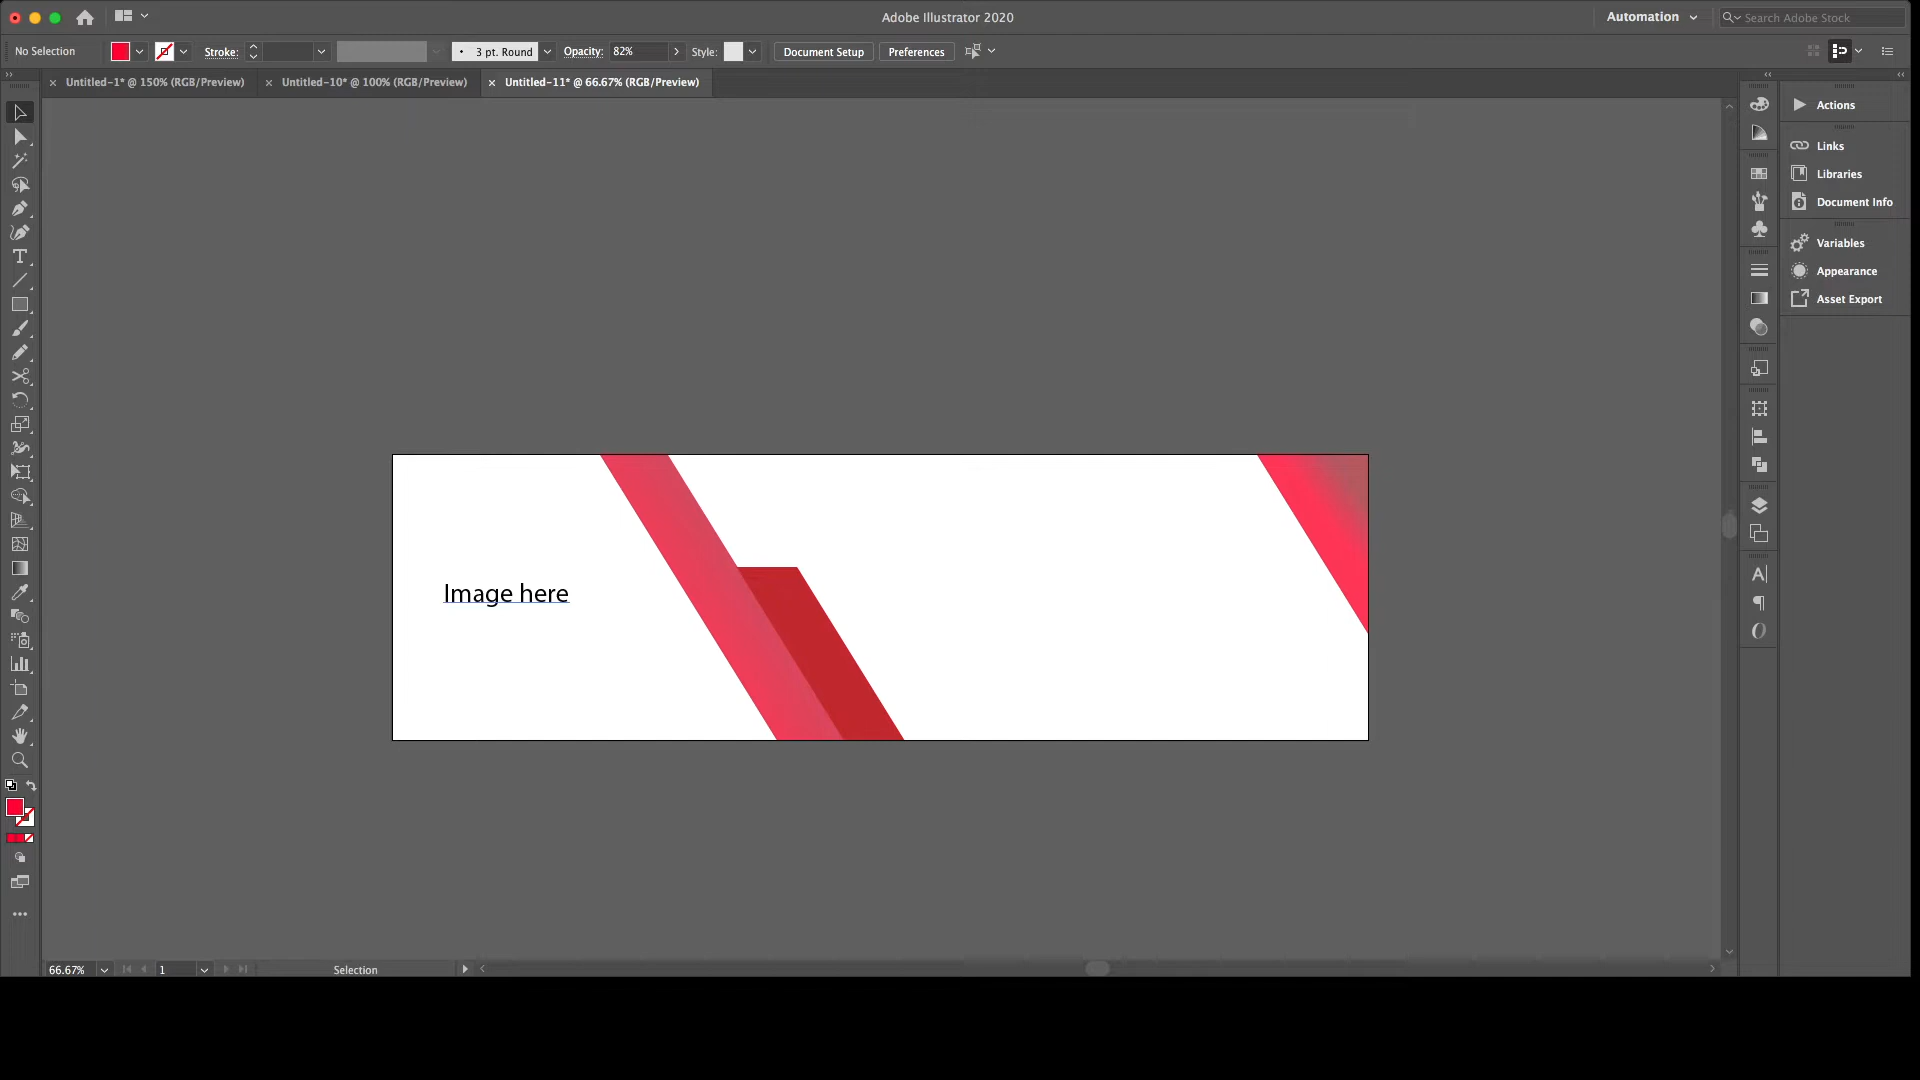 Adobe Illustrator 2020
Automation
Search Adobe Stock
No Selection
Stroke:
3 pt. Round
Opacity:
82%
Style:
Document Setup
Preferences
Untitled-1* @ 150% (RGB/Preview)
Untitled-10* @ 100% (RGB/Preview)
Untitled-11* @ 66.67% (RGB/Preview)
Actions
Links
Libraries
Document Info
Variables
Appearance
Asset Export
Image here
66.67%
1
Selection